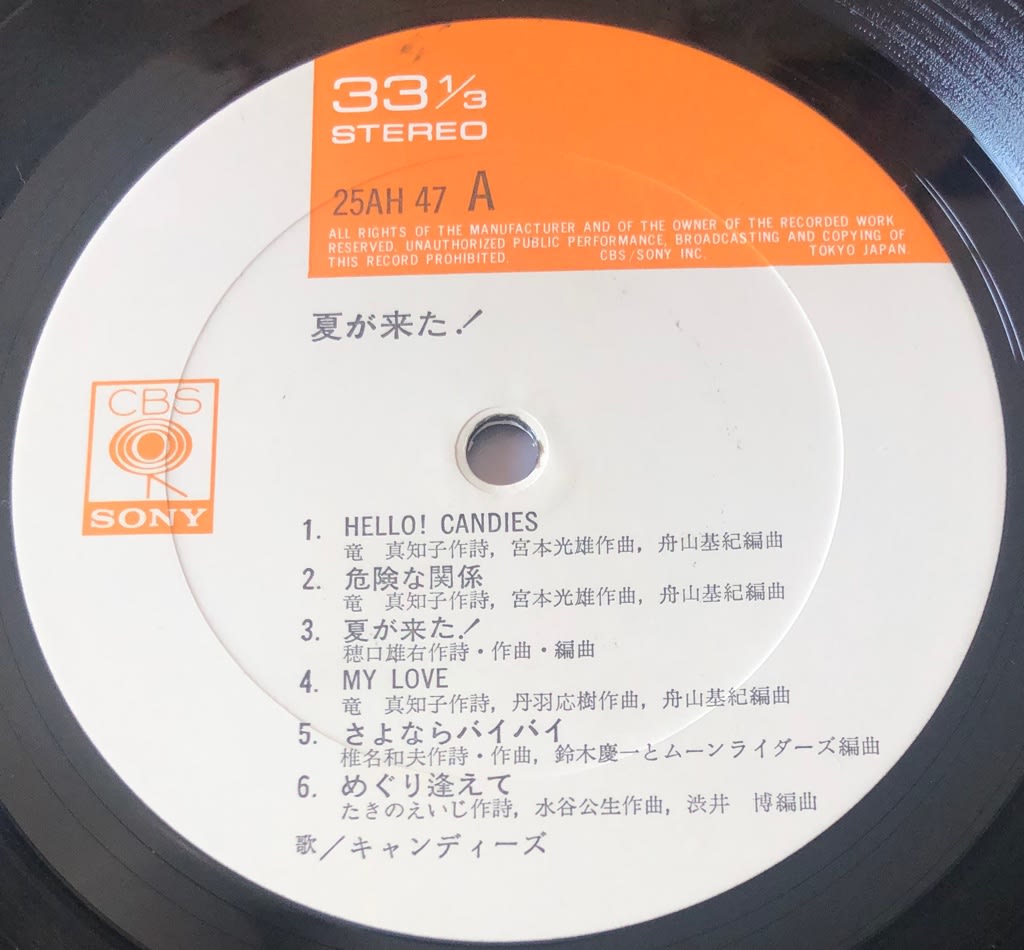 33 1/3
STEREO
25AH 47 A
ALL RIGHTS OF THE MANUFACTURER AND OF THE OWNER OF THE RECORDED WORK
RESERVED. UNAUTHORIZED PUBLIC PERFORMANCE, BROADCASTING AND COPYING OF
THIS RECORD PROHIBITED. CBS/SONY INC. TOKYO JAPAN.
夏が来た！
CBS
SONY
1. HELLO! CANDIES
竜　真知子作詩，宮本光雄作曲，舟山基紀編曲
2. 危険な関係
竜　真知子作詩，宮本光雄作曲，舟山基紀編曲
3. 夏が来た！
穂口雄右作詩・作曲・編曲
4. MY LOVE
竜　真知子作詩，丹羽応樹作曲，舟山基紀編曲
5. さよならバイバイ
椎名和夫作詩・作曲，鈴木慶一とムーンライダーズ編曲
6. めぐり逢えて
たきのえいじ作詩，水谷公生作曲，渋井　博編曲
歌／キャンディーズ